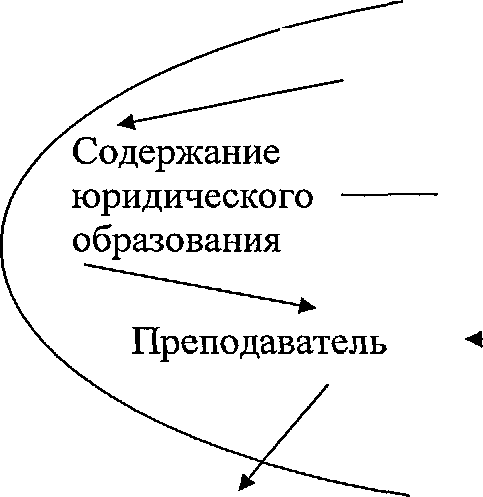 Содержание
юридического
образования
Преподаватель